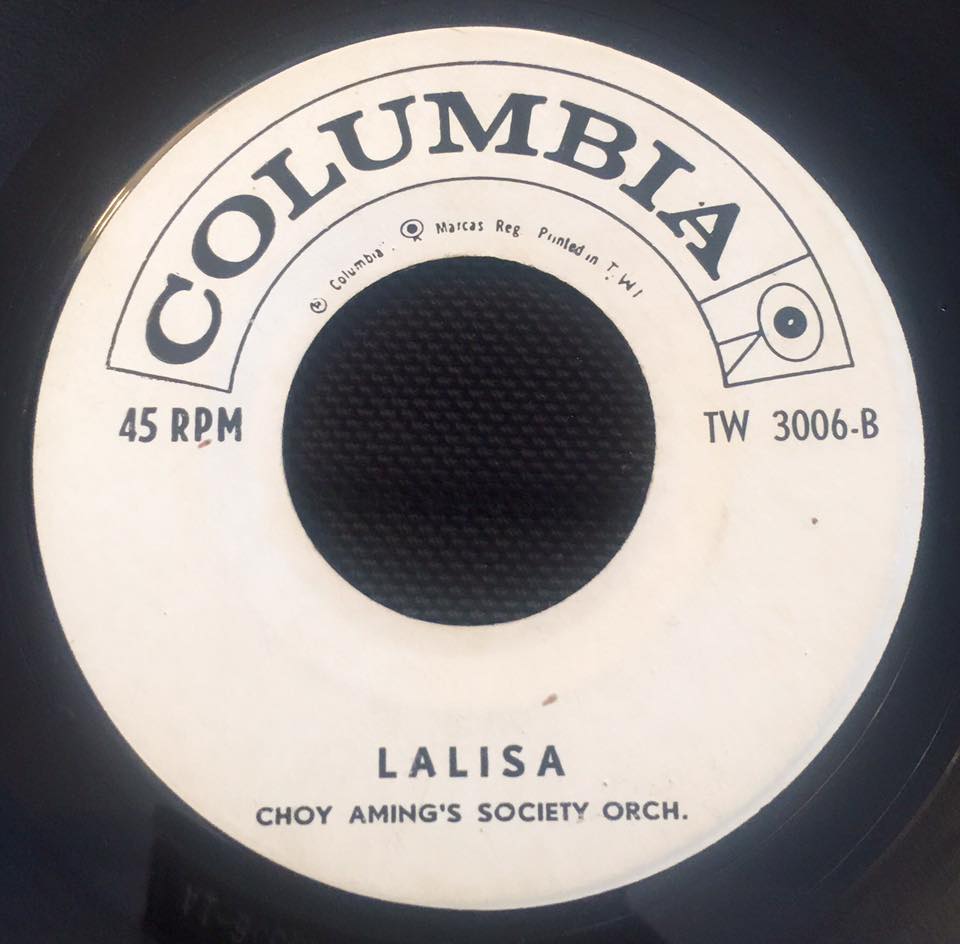 COLUMBIA
℗ "Columbia" Marcas Reg. Printed in T.W.I
45 RPM
TW 3006-B
LALISA
CHOY AMING'S SOCIETY ORCH.